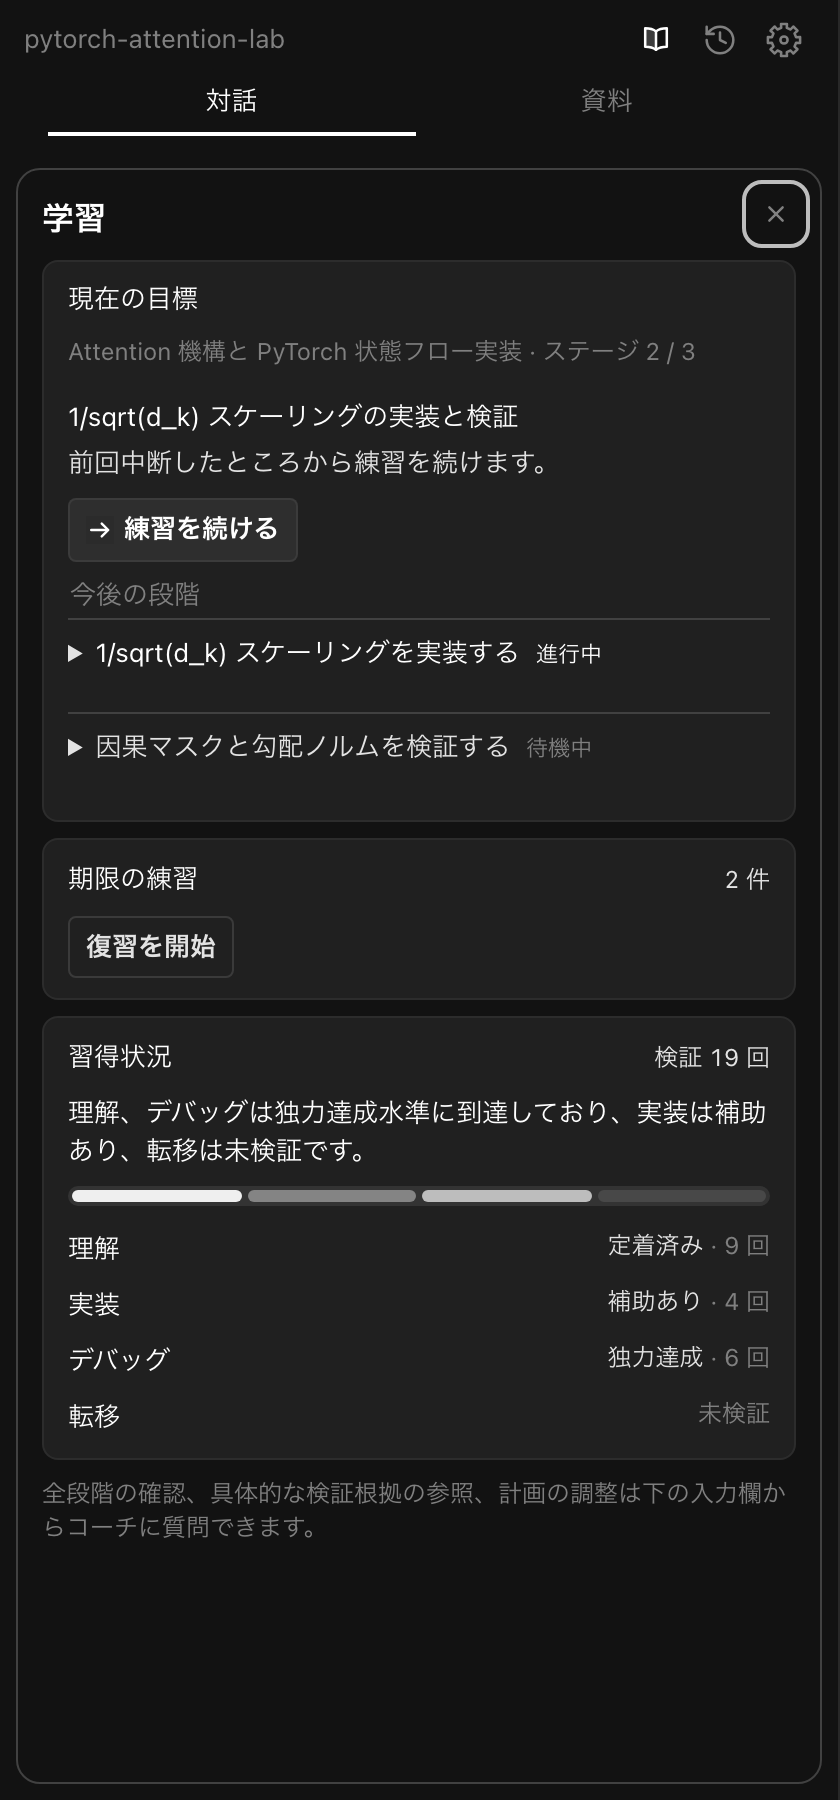 pytorch-attention-lab
対話
資料
学習
現在の目標
Attention 機構と PyTorch 状態フロー実装 · ステージ 2 / 3
1/sqrt(d_k) スケーリングの実装と検証
前回中断したところから練習を続けます。
→ 練習を続ける
今後の段階
▶ 1/sqrt(d_k) スケーリングを実装する 進行中
▶ 因果マスクと勾配ノルムを検証する 待機中
期限の練習 2 件
復習を開始
習得状況 検証 19 回
理解、デバッグは独力達成水準に到達しており、実装は補助
あり、転移は未検証です。
理解 定着済み · 9 回
実装 補助あり · 4 回
デバッグ 独力達成 · 6 回
転移 未検証
全段階の確認、具体的な検証根拠の参照、計画の調整は下の入力欄か
らコーチに質問できます。